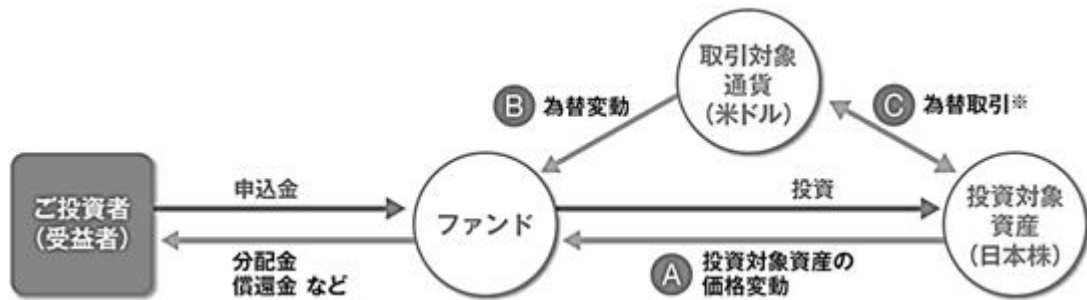 取引対象
通貨
(米ドル)
B 為替変動
C 為替取引※
ご投資者
(受益者)
申込金
ファンド
投資
投資対象
資産
(日本株)
分配金
償還金 など
A 投資対象資産の
価格変動